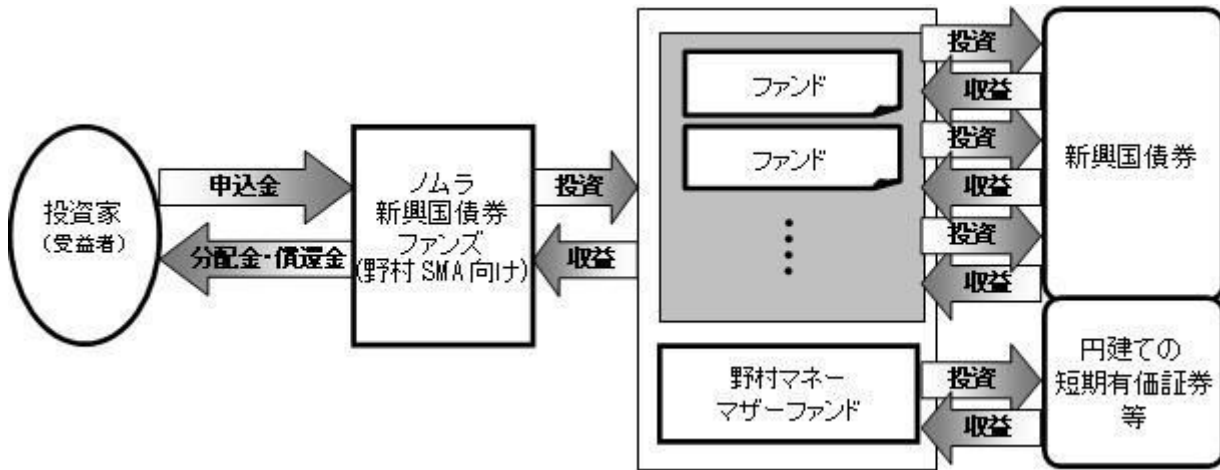 投資家
(受益者)
申込金
分配金・償還金
ノムラ
新興国債券
ファンズ
(野村 SMA 向け)
投資
収益
ファンド
ファンド
投資
収益
投資
収益
投資
収益
新興国債券
野村マネー
マザーファンド
投資
収益
円建ての
短期有価証券
等